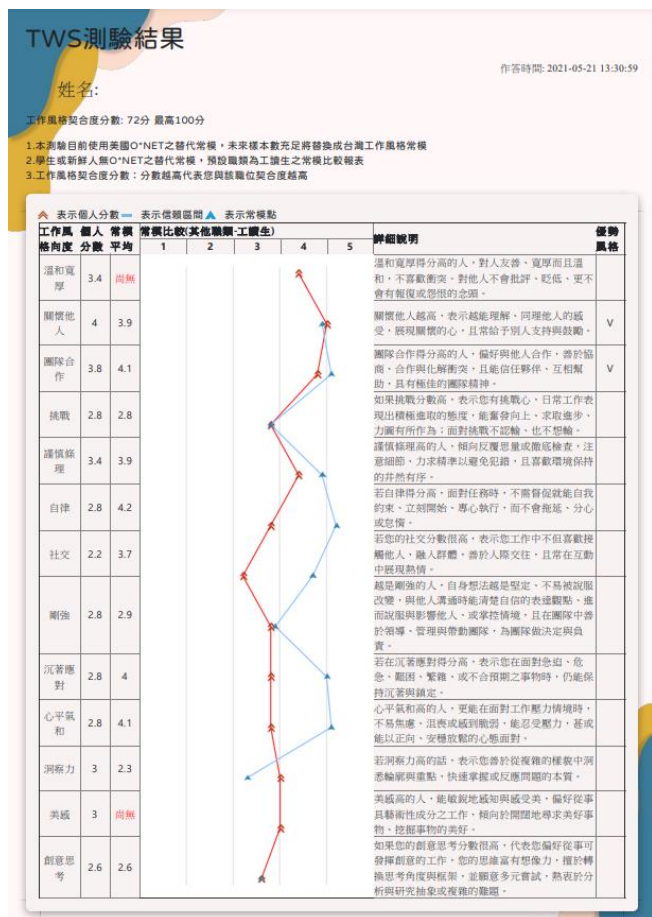 TWS測驗結果
作答時間: 2021-05-21 13:30:59
姓名:
工作風格契合度分數: 72分 最高100分
1.本測驗目前使用美國O*NET之替代常模，未來樣本數充足將替換成台灣工作風格常模
2.學生或新鮮人無O*NET之替代常模，預設職類為工讀生之常模比較報表
3.工作風格契合度分數：分數越高代表您與該職位契合度越高
表示個人分數 表示信賴區間 表示常模點
工作風格向度 個人分數 常模平均 常模比較(其他職類-工讀生) 詳細說明 優勢風格
1 2 3 4 5
溫和寬厚 3.4 尚無
溫和寬厚得分高的人，對人友善、寬厚而且溫
和，不喜歡衝突。對他人不會批評、貶低、更不
會有報復或怨恨的念頭。
關懷他人 4 3.9
關懷他人越高，表示越能理解、同理他人的感
受，展現關懷的心，且常給予別人支持與鼓勵。
V
團隊合作 3.8 4.1
團隊合作得分高的人，偏好與他人合作，善於協
商、合作與化解衝突，且能信任夥伴、互相幫
助，具有極佳的團隊精神。
V
挑戰 2.8 2.8
如果挑戰分數高，表示您有挑戰心，日常工作表
現出積極進取的態度，能奮發向上、求取進步、
力圖有所作為；面對挑戰不認輸、也不想輸。
謹慎條理 3.4 3.9
謹慎條理高的人，傾向反覆思量或徹底檢查，注
意細節、力求精準以避免犯錯，且喜歡環境保持
的井然有序。
自律 2.8 4.2
若自律得分高，面對任務時，不需督促就能自我
約束、立刻開始、專心執行，而不會拖延、分心
或怠惰。
社交 2.2 3.7
若您的社交分數很高，表示您工作中不但喜歡接
觸他人，融入群體，善於人際交往，且常在互動
中展現熱情。
剛強 2.8 2.9
越是剛強的人，自身想法越是堅定、不易被說服
改變，與他人溝通時能清楚自信的表達觀點、進
而說服與影響他人、或掌控情境，且在團隊中善
於領導、管理與帶動團隊，為團隊做決定與負
責。
沉著應對 2.8 4
若在沉著應對得分高，表示您在面對急迫、危
急、艱困、繁雜、或不合預期之事物時，仍能保
持沉著與鎮定。
心平氣和 2.8 4.1
心平氣和高的人，更能在面對工作壓力情境時，
不易焦慮、沮喪或感到脆弱，能忍受壓力，甚或
能以正向、安穩放鬆的心態面對。
洞察力 3 2.3
若洞察力高的話，表示您善於從複雜的樣貌中洞
悉輪廓與重點，快速掌握或反應問題的本質。
美感 3 尚無
美感高的人，能敏銳地感知與感受美，偏好從事
具藝術性成分之工作，傾向於開闊地尋求美好事
物、挖掘事物的美好。
創意思考 2.6 2.6
如果您的創意思考分數很高，代表您偏好從事可
發揮創意的工作。您的思維富有想像力，擅於轉
換思考角度與框架，並願意多元嘗試，熱衷於分
析與研究抽象或複雜的難題。